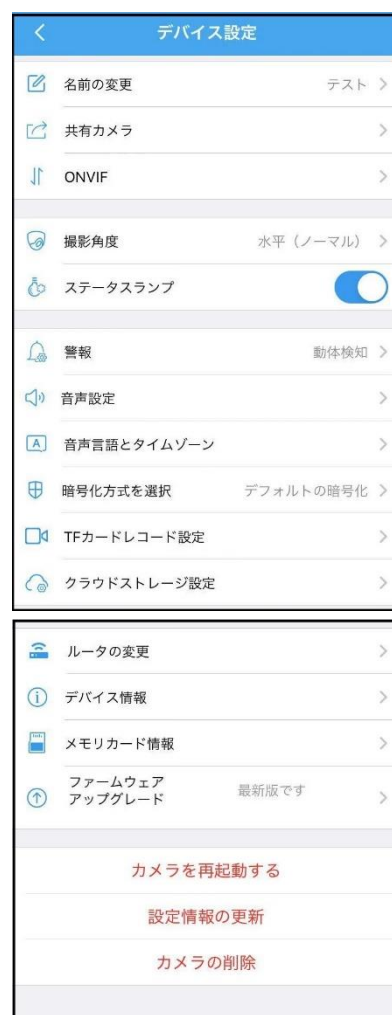 デバイス設定
名前の変更 テスト
共有カメラ
ONVIF
撮影角度 水平（ノーマル）
ステータスランプ
警報 動体検知
音声設定
A 音声言語とタイムゾーン
暗号化方式を選択 デフォルトの暗号化
TFカードレコード設定
クラウドストレージ設定
ルータの変更
デバイス情報
メモリカード情報
ファームウェア
アップグレード 最新版です
カメラを再起動する
設定情報の更新
カメラの削除